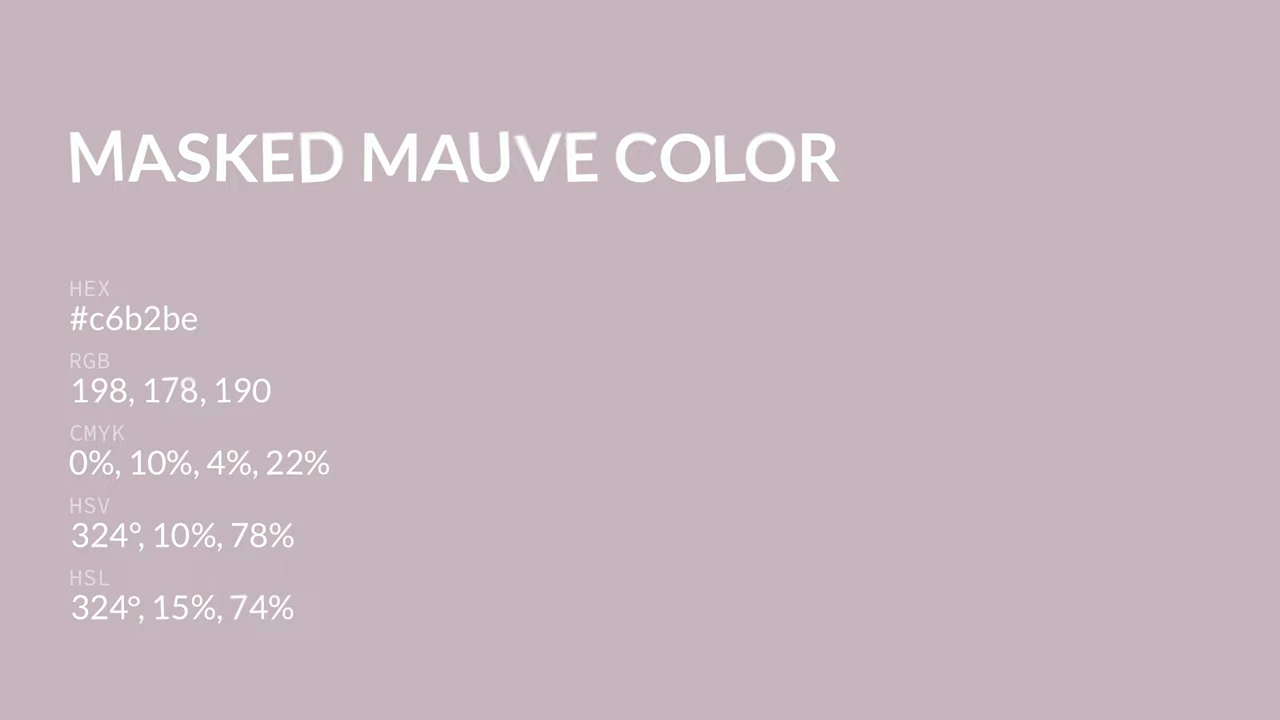 MASKED MAUVE COLOR
HEX
#c6b2be
RGB
198, 178, 190
CMYK
0%, 10%, 4%, 22%
HSV
324°, 10%, 78%
HSL
324°, 15%, 74%